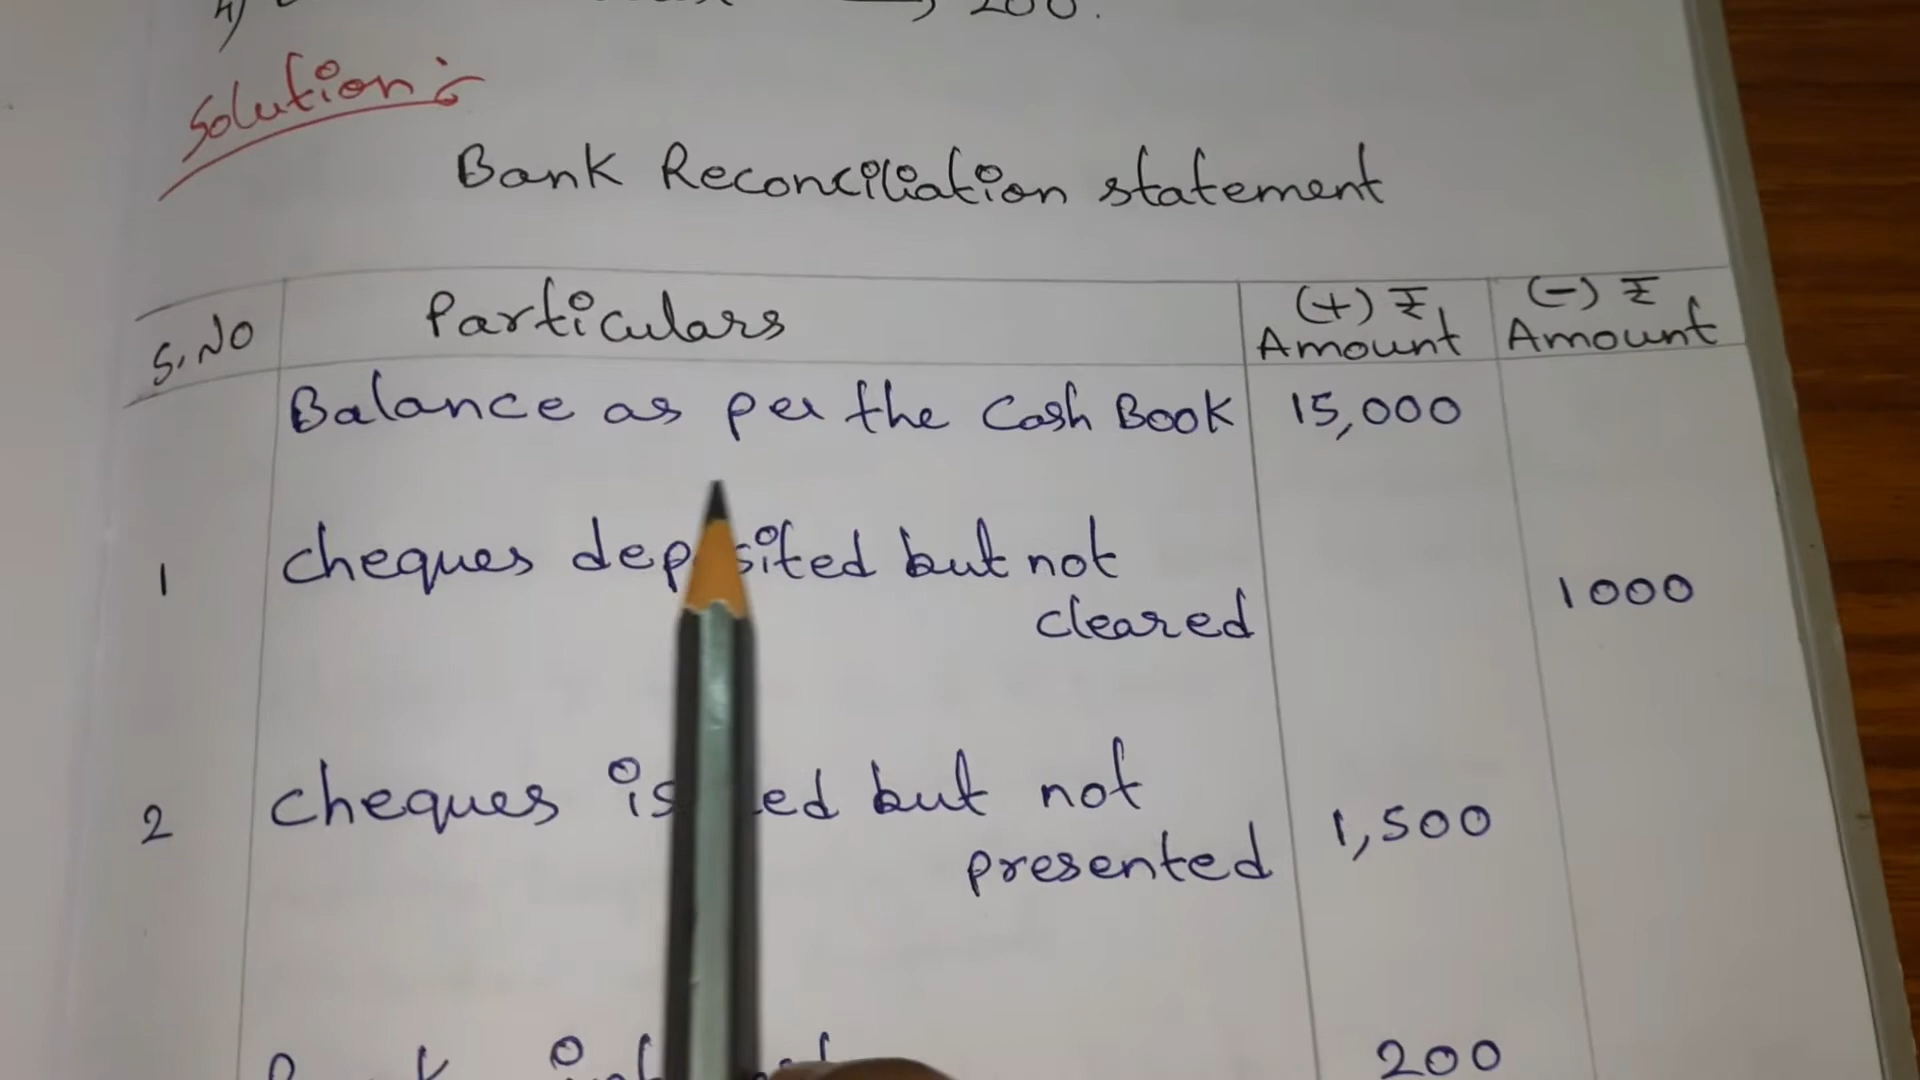 200.
Solution :-
Bank Reconciliation statement
S.No Particulars (+) ₹ Amount (-) ₹ Amount
Balance as per the Cash Book 15,000
1 cheques deposited but not
cleared 1000
2 cheques issued but not
presented 1,500
200